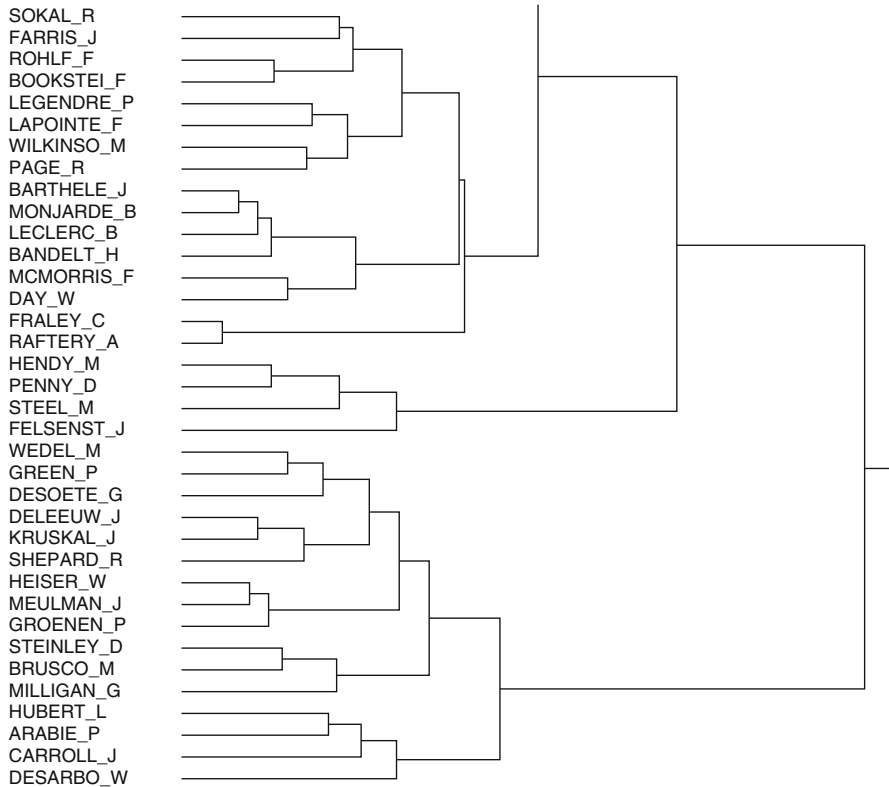 SOKAL_R
FARRIS_J
ROHLF_F
BOOKSTEI_F
LEGENDRE_P
LAPOINTE_F
WILKINSO_M
PAGE_R
BARTHELE_J
MONJARDE_B
LECLERC_B
BANDELT_H
MCMORRIS_F
DAY_W
FRALEY_C
RAFTERY_A
HENDY_M
PENNY_D
STEEL_M
FELSENST_J
WEDEL_M
GREEN_P
DESOETE_G
DELEEUW_J
KRUSKAL_J
SHEPARD_R
HEISER_W
MEULMAN_J
GROENEN_P
STEINLEY_D
BRUSCO_M
MILLIGAN_G
HUBERT_L
ARABIE_P
CARROLL_J
DESARBO_W